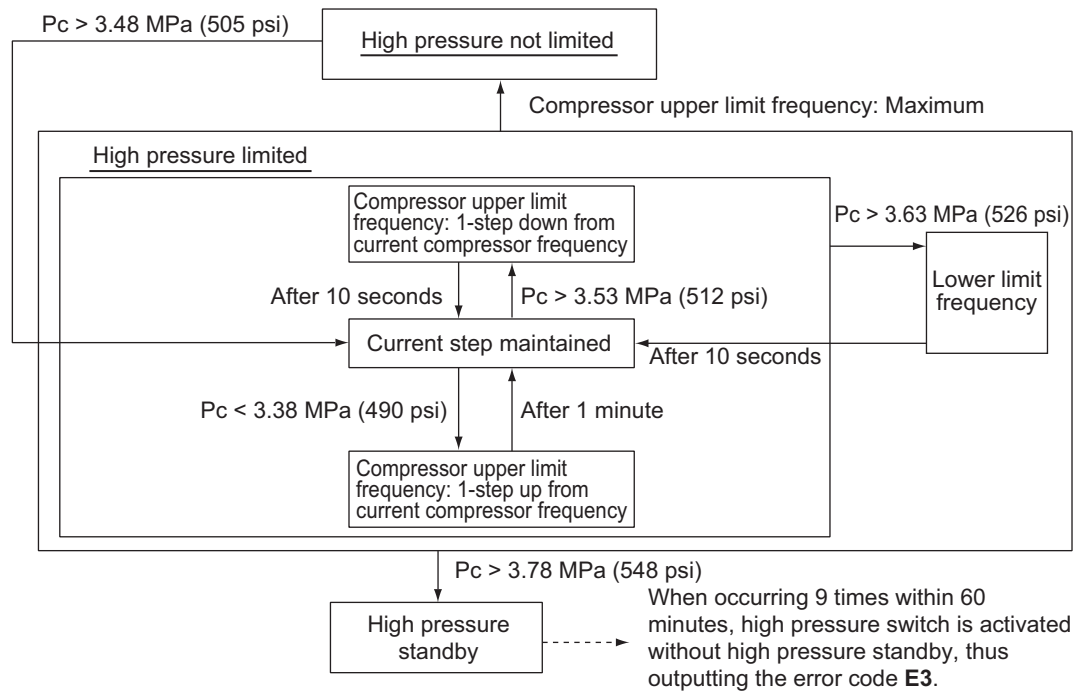 Pc > 3.48 MPa (505 psi)
High pressure not limited
Compressor upper limit frequency: Maximum
High pressure limited
Compressor upper limit
frequency: 1-step down from
current compressor frequency
Pc > 3.63 MPa (526 psi)
Lower limit
frequency
After 10 seconds
Pc > 3.53 MPa (512 psi)
Current step maintained
After 10 seconds
Pc < 3.38 MPa (490 psi)
After 1 minute
Compressor upper limit
frequency: 1-step up from
current compressor frequency
Pc > 3.78 MPa (548 psi)
High pressure
standby
When occurring 9 times within 60
minutes, high pressure switch is activated
without high pressure standby, thus
outputting the error code E3.